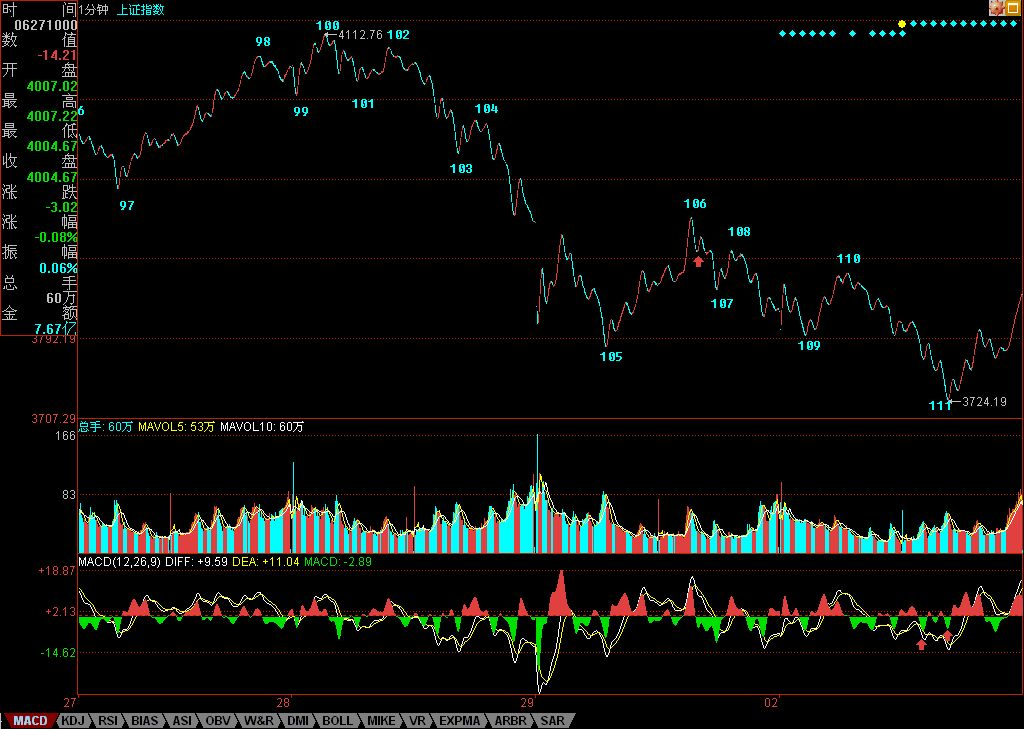 时 间
06271000
数 值
-14.21
开 盘
4007.02
最 高
4007.22
最 低
4004.67
收 盘
4004.67
涨 跌
-3.02
涨 幅
-0.08%
振 幅
0.06%
总 手
60万
金 额
7.67亿
3792.19
3707.29
1分钟 上证指数
98
100
4112.76
102
6
99
101
104
103
97
106
108
110
107
105
109
111
3724.19
总手: 60万 MAVOL5: 53万 MAVOL10: 60万
166
83
MACD(12,26,9) DIFF: +9.59 DEA: +11.04 MACD: -2.89
+18.87
+2.13
-14.62
27 28 29 02
MACD KDJ RSI BIAS ASI OBV W&R DMI BOLL MIKE VR EXPMA ARBR SAR